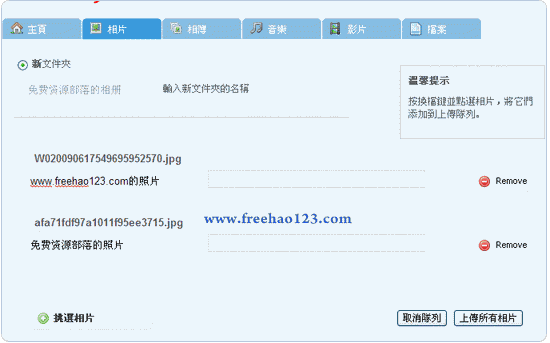 主頁 相片 相簿 音樂 影片 檔案
新文件夾
免费資源部落的相册 輸入新文件夾的名稱
溫馨提示
按換檔鍵並點選相片，將它們
添加到上傳隊列。
W020090617549695952570.jpg
www.freehao123.com的照片 Remove
afa71fdf97a1011f95ee3715.jpg www.freehao123.com
免費資源部落的照片 Remove
挑選相片 取消隊列 上傳所有相片